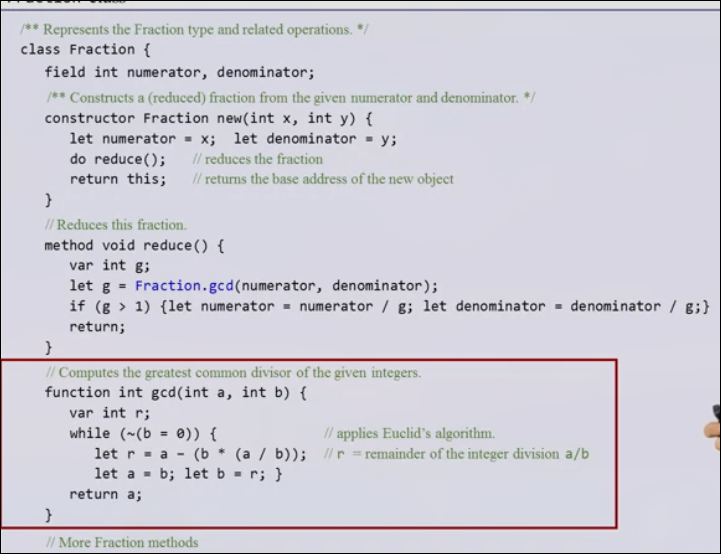 /** Represents the Fraction type and related operations. */
class Fraction {
field int numerator, denominator;
/** Constructs a (reduced) fraction from the given numerator and denominator. */
constructor Fraction new(int x, int y) {
let numerator = x; let denominator = y;
do reduce(); // reduces the fraction
return this; // returns the base address of the new object
}
// Reduces this fraction.
method void reduce() {
var int g;
let g = Fraction.gcd(numerator, denominator);
if (g > 1) {let numerator = numerator / g; let denominator = denominator / g;}
return;
}
// Computes the greatest common divisor of the given integers.
function int gcd(int a, int b) {
var int r;
while (~(b = 0)) { // applies Euclid's algorithm.
let r = a - (b * (a / b)); // r = remainder of the integer division a/b
let a = b; let b = r; }
return a;
}
// More Fraction methods